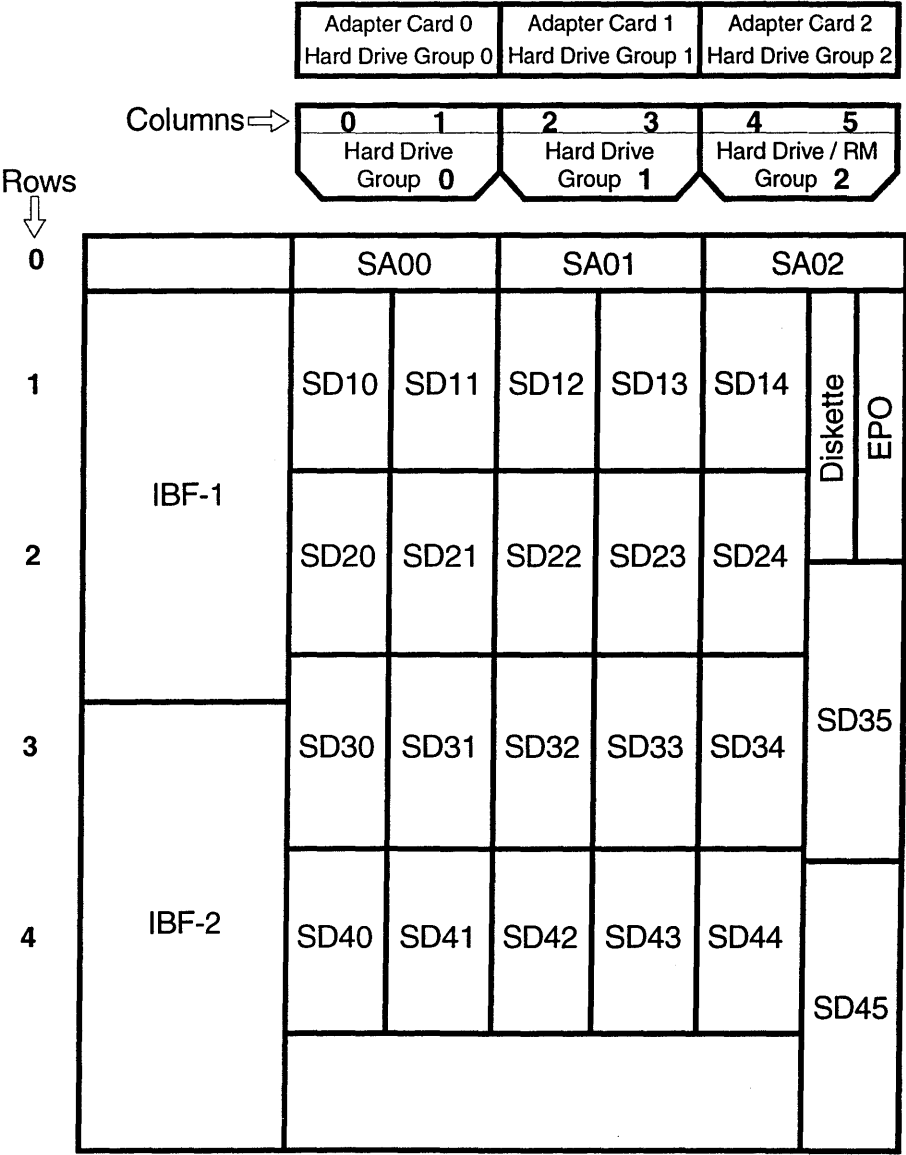 Adapter Card 0 Adapter Card 1 Adapter Card 2
Hard Drive Group 0 Hard Drive Group 1 Hard Drive Group 2
Columns 0 1 2 3 4 5
Hard Drive Hard Drive Hard Drive / RM
Group 0 Group 1 Group 2
Rows
0 SA00 SA01 SA02
1 SD10 SD11 SD12 SD13 SD14 Diskette EPO
IBF-1
2 SD20 SD21 SD22 SD23 SD24
SD35
3 SD30 SD31 SD32 SD33 SD34
4 IBF-2 SD40 SD41 SD42 SD43 SD44
SD45